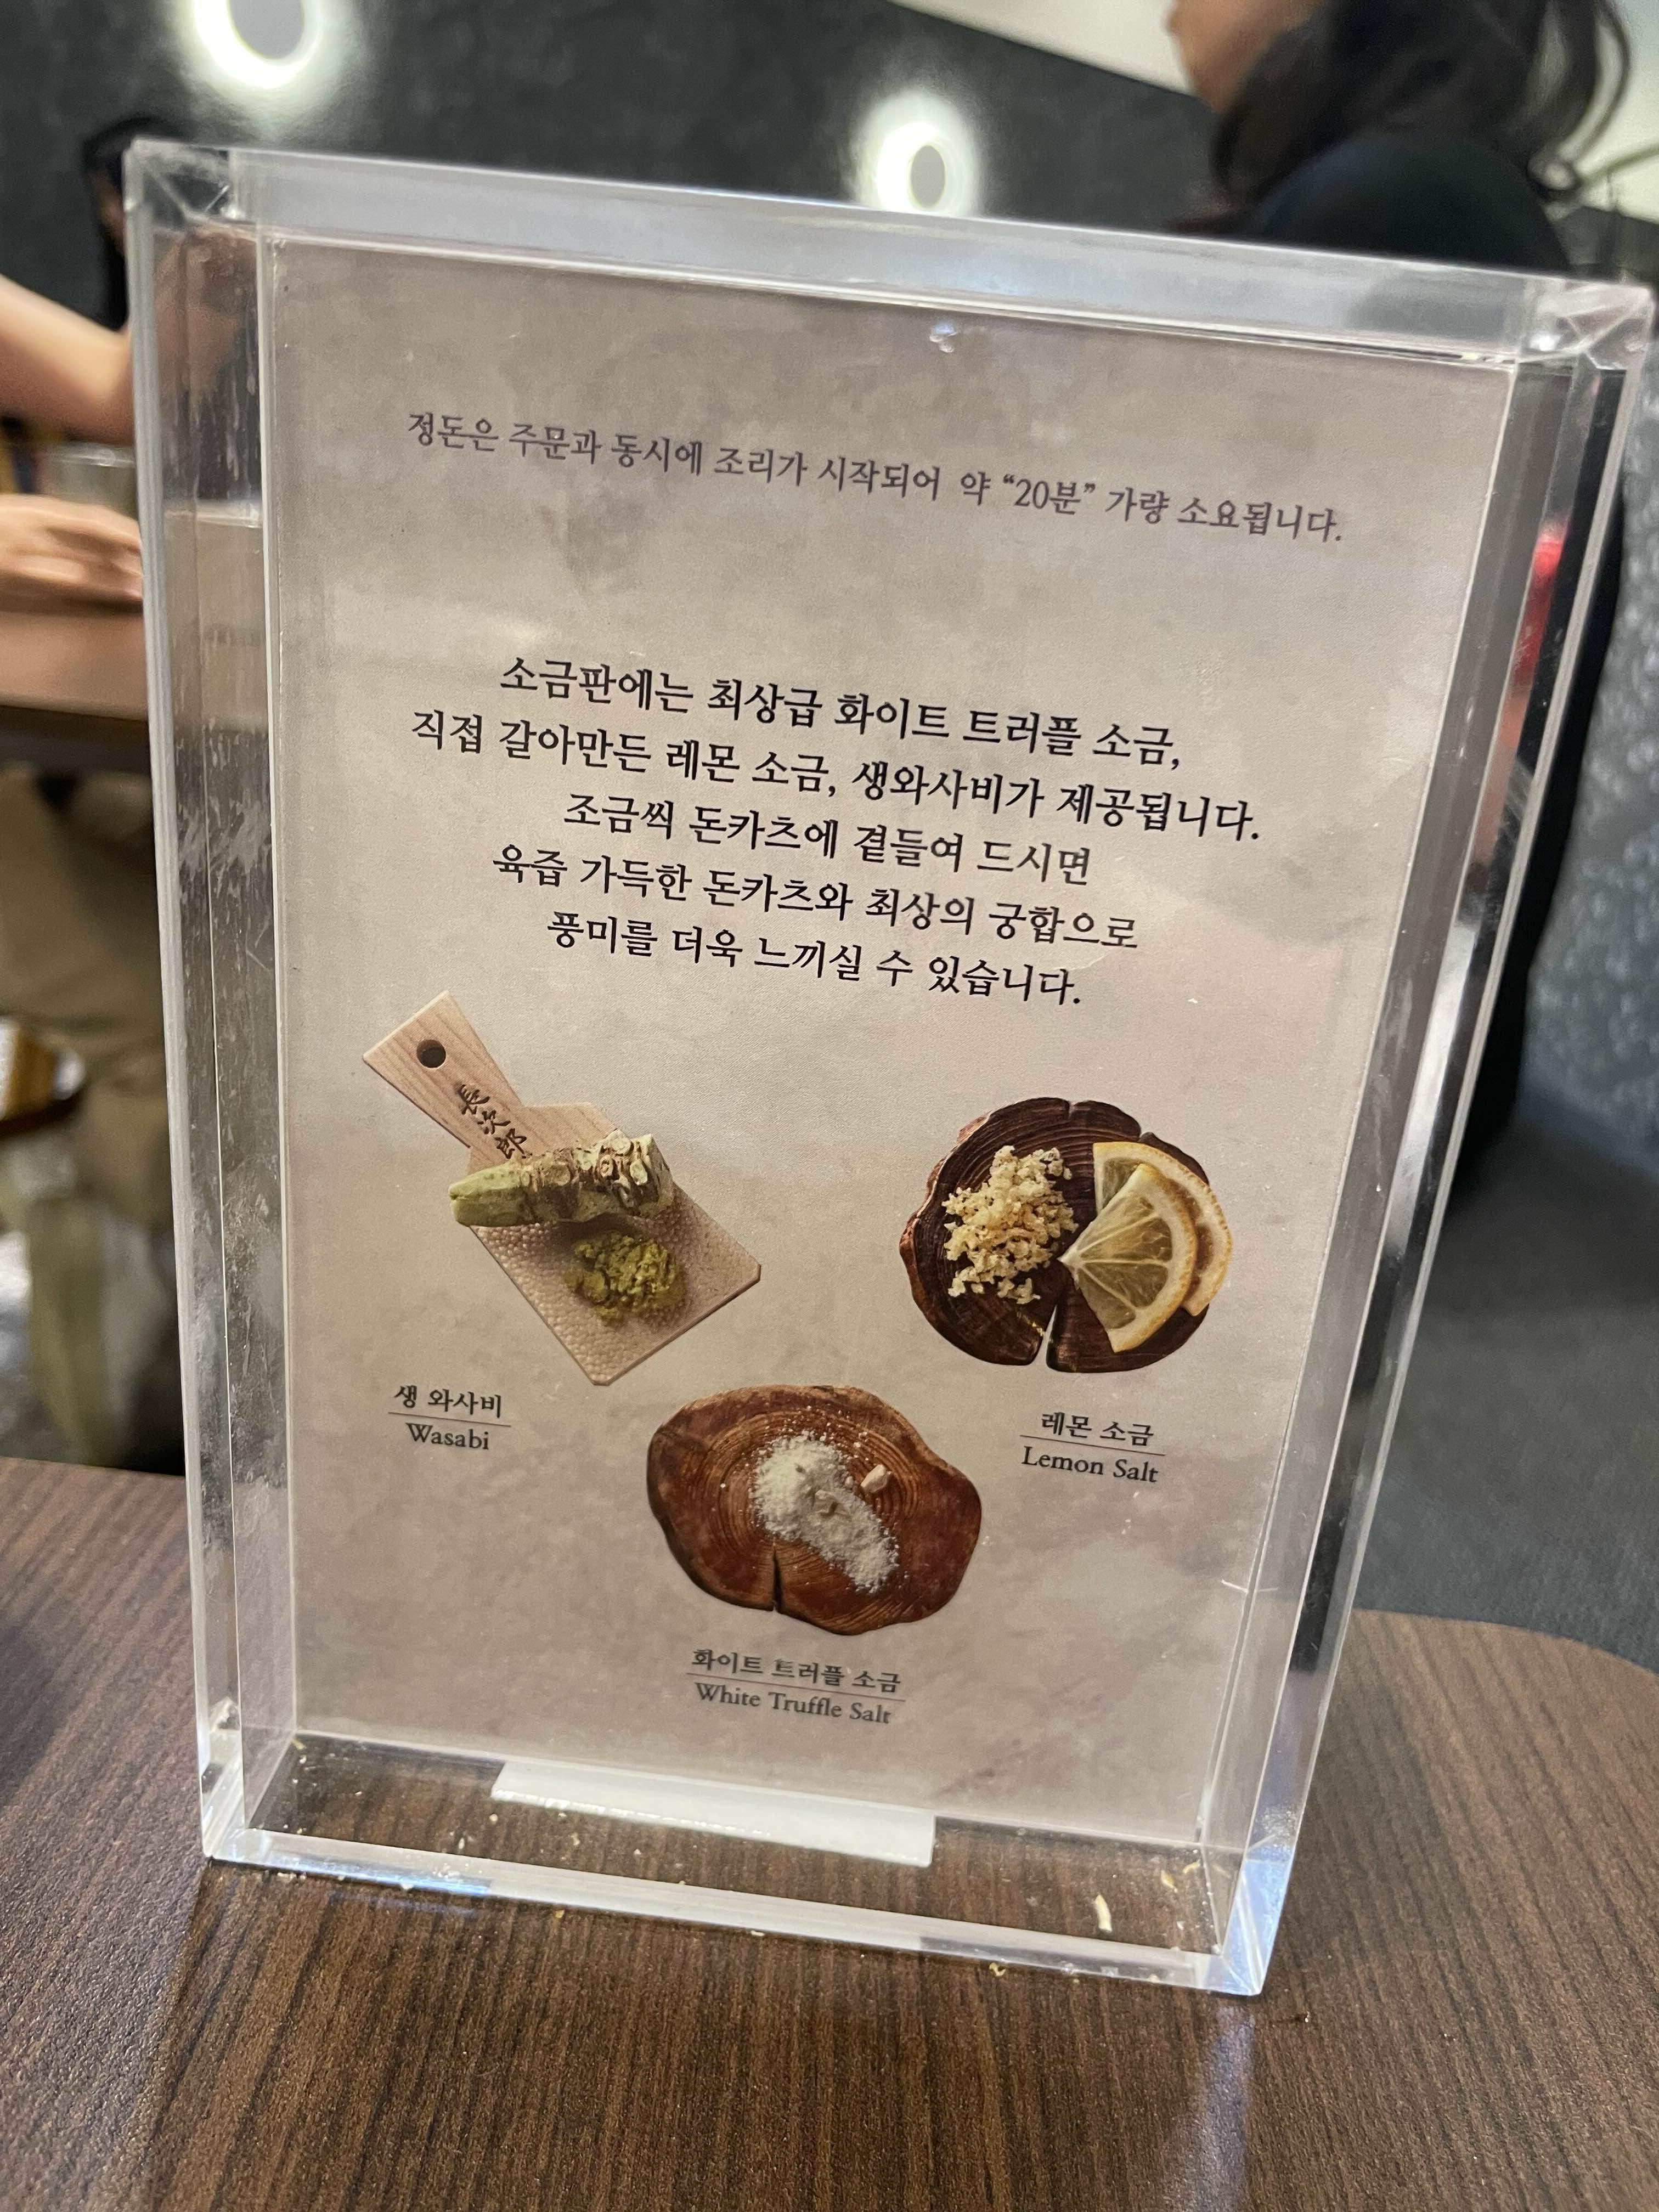 정돈은 주문과 동시에 조리가 시작되어 약 “20분” 가량 소요됩니다.
소금판에는 최상급 화이트 트러플 소금,
직접 갈아만든 레몬 소금, 생와사비가 제공됩니다.
조금씩 돈카츠에 곁들여 드시면
육즙 가득한 돈카츠와 최상의 궁합으로
풍미를 더욱 느끼실 수 있습니다.
長次郎
생 와사비
Wasabi
레몬 소금
Lemon Salt
화이트 트러플 소금
White Truffle Salt